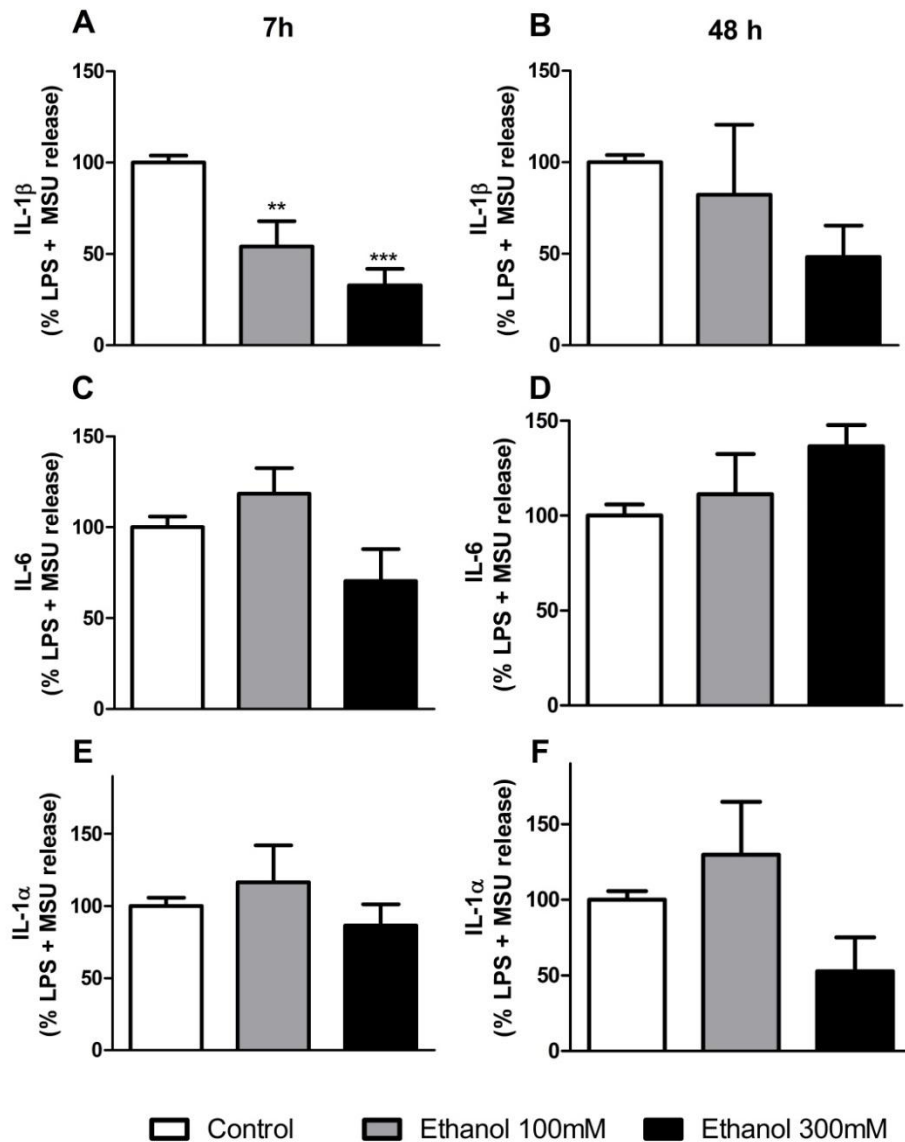 A
7h
B
48 h
150
100
50
0
IL-1β
(% LPS + MSU release)
**
***
150
100
50
0
IL-1β
(% LPS + MSU release)
C
150
100
50
0
IL-6
(% LPS + MSU release)
D
150
100
50
0
IL-6
(% LPS + MSU release)
E
150
100
50
0
IL-1α
(% LPS + MSU release)
F
150
100
50
0
IL-1α
(% LPS + MSU release)
Control
Ethanol 100mM
Ethanol 300mM